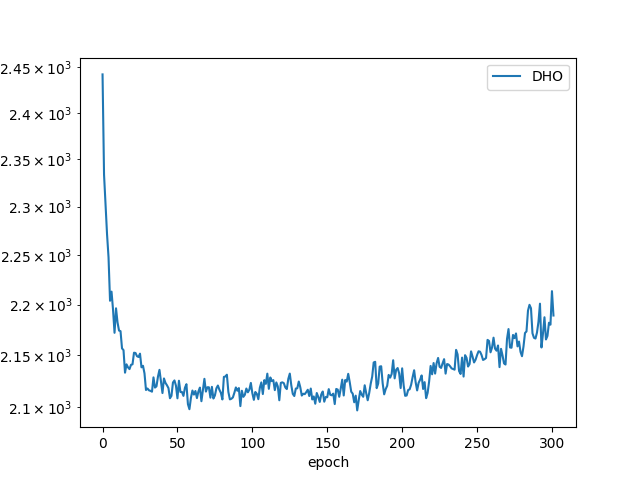 DHO
2.45 × 10³
2.4 × 10³
2.35 × 10³
2.3 × 10³
2.25 × 10³
2.2 × 10³
2.15 × 10³
2.1 × 10³
0 50 100 150 200 250 300
epoch